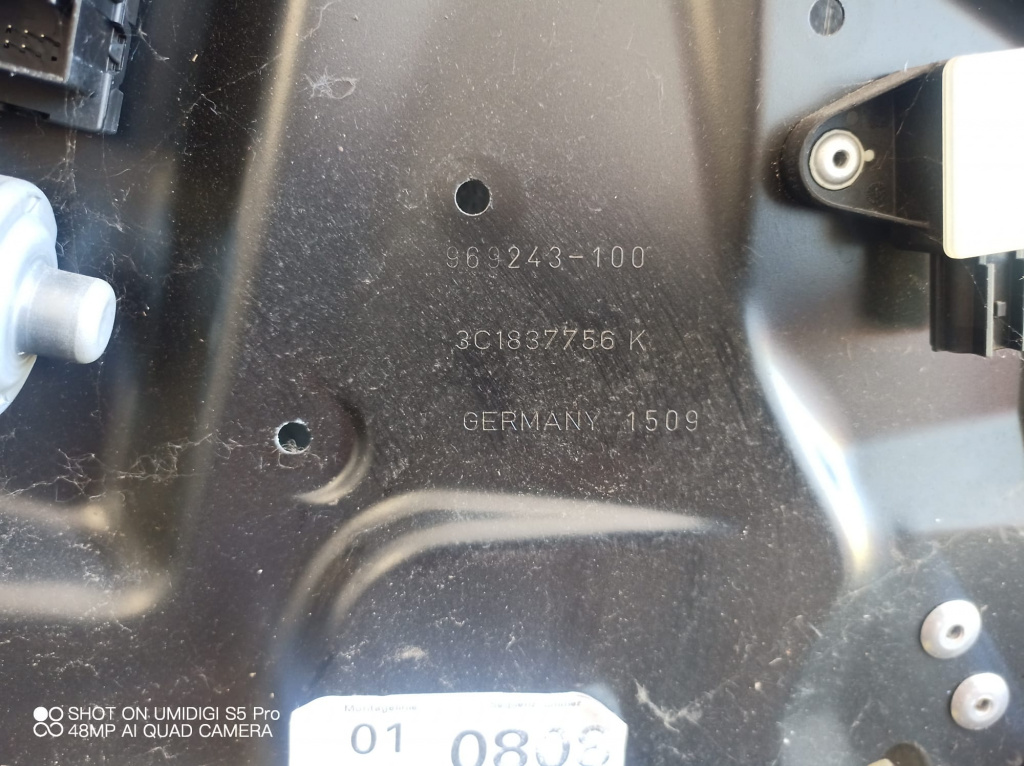 969243-100
3C1837756 K
GERMANY 1509
01
SHOT ON UMIDIGI S5 Pro
48MP AI QUAD CAMERA